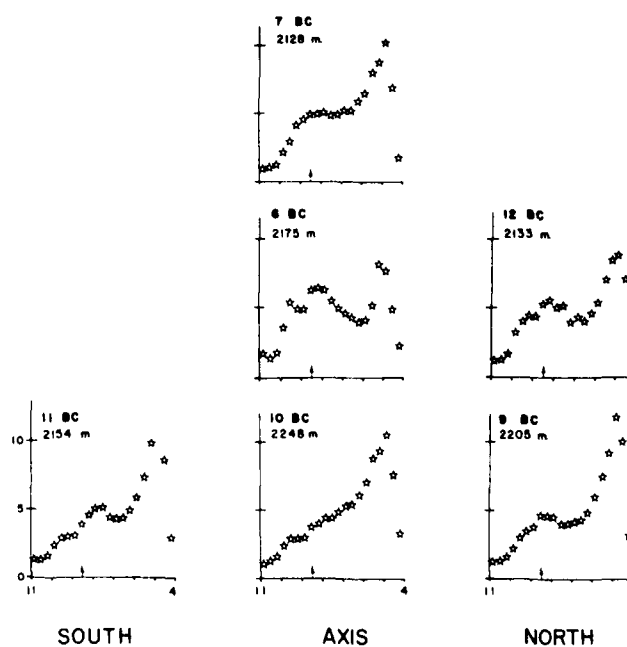 7 BC
2128 m.
6 BC
2175 m
12 BC
2133 m.
11 BC
2154 m
10 BC
2248 m
9 BC
2205 m
10
5
0
11 4
11 4
11
SOUTH AXIS NORTH